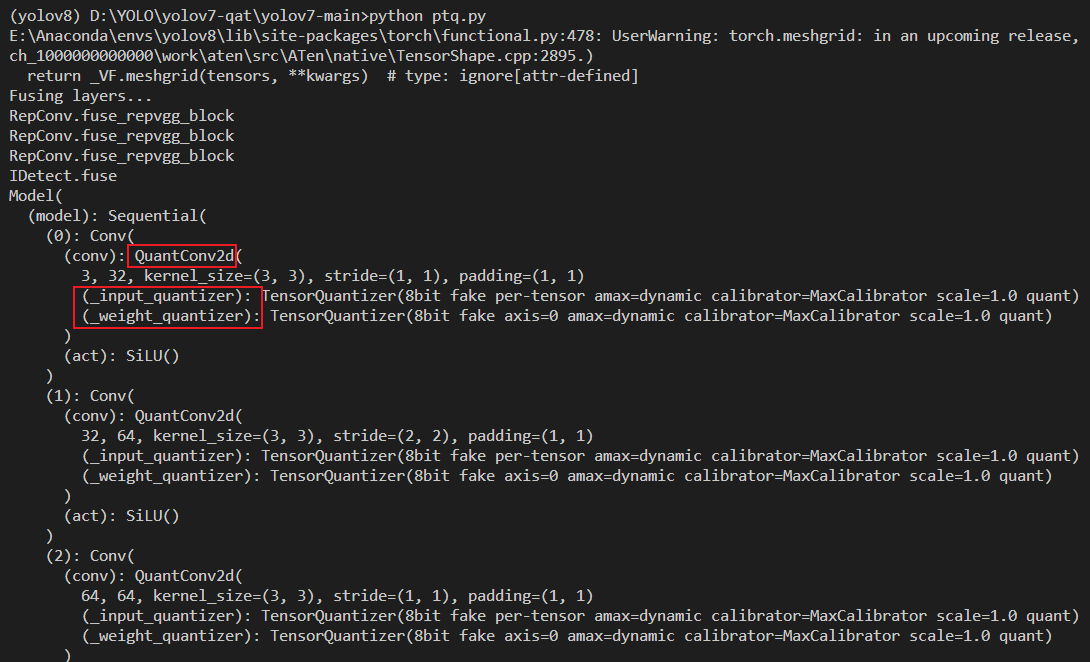 (yolov8) D:\YOLO\yolov7-qat\yolov7-main>python ptq.py
E:\Anaconda\envs\yolov8\lib\site-packages\torch\functional.py:478: UserWarning: torch.meshgrid: in an upcoming release,
ch_1000000000000\work\aten\src\ATen\native\TensorShape.cpp:2895.)
  return _VF.meshgrid(tensors, **kwargs)  # type: ignore[attr-defined]
Fusing layers...
RepConv.fuse_repvgg_block
RepConv.fuse_repvgg_block
RepConv.fuse_repvgg_block
IDetect.fuse
Model(
  (model): Sequential(
    (0): Conv(
      (conv): QuantConv2d(
        3, 32, kernel_size=(3, 3), stride=(1, 1), padding=(1, 1)
        (_input_quantizer): TensorQuantizer(8bit fake per-tensor amax=dynamic calibrator=MaxCalibrator scale=1.0 quant)
        (_weight_quantizer): TensorQuantizer(8bit fake axis=0 amax=dynamic calibrator=MaxCalibrator scale=1.0 quant)
      )
      (act): SiLU()
    )
    (1): Conv(
      (conv): QuantConv2d(
        32, 64, kernel_size=(3, 3), stride=(2, 2), padding=(1, 1)
        (_input_quantizer): TensorQuantizer(8bit fake per-tensor amax=dynamic calibrator=MaxCalibrator scale=1.0 quant)
        (_weight_quantizer): TensorQuantizer(8bit fake axis=0 amax=dynamic calibrator=MaxCalibrator scale=1.0 quant)
      )
      (act): SiLU()
    )
    (2): Conv(
      (conv): QuantConv2d(
        64, 64, kernel_size=(3, 3), stride=(1, 1), padding=(1, 1)
        (_input_quantizer): TensorQuantizer(8bit fake per-tensor amax=dynamic calibrator=MaxCalibrator scale=1.0 quant)
        (_weight_quantizer): TensorQuantizer(8bit fake axis=0 amax=dynamic calibrator=MaxCalibrator scale=1.0 quant)
      )